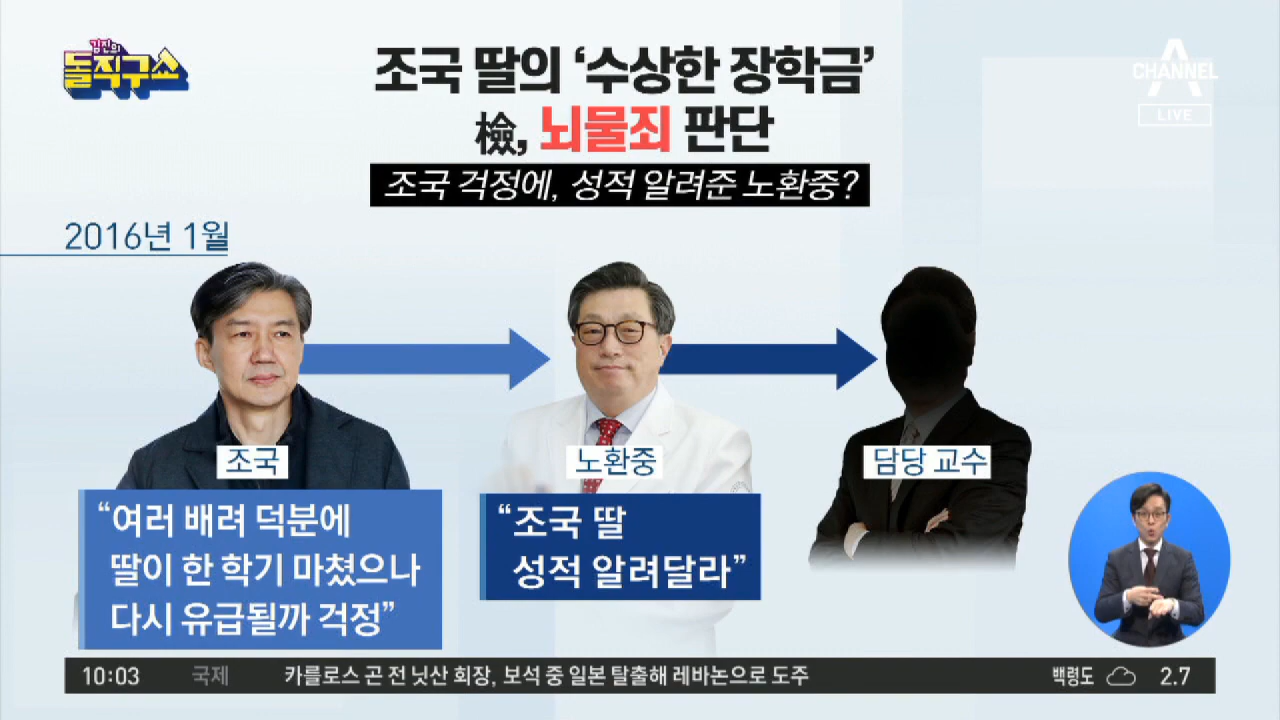 김진의
돌직구쇼
조국 딸의 ‘수상한 장학금’
檢, 뇌물죄 판단
조국 걱정에, 성적 알려준 노환중?
CHANNEL A
LIVE
2016년 1월
조국
노환중
담당 교수
“여러 배려 덕분에
딸이 한 학기 마쳤으나
다시 유급될까 걱정”
“조국 딸
성적 알려달라”
10:03 국제 카를로스 곤 전 닛산 회장, 보석 중 일본 탈출해 레바논으로 도주 백령도 2.7